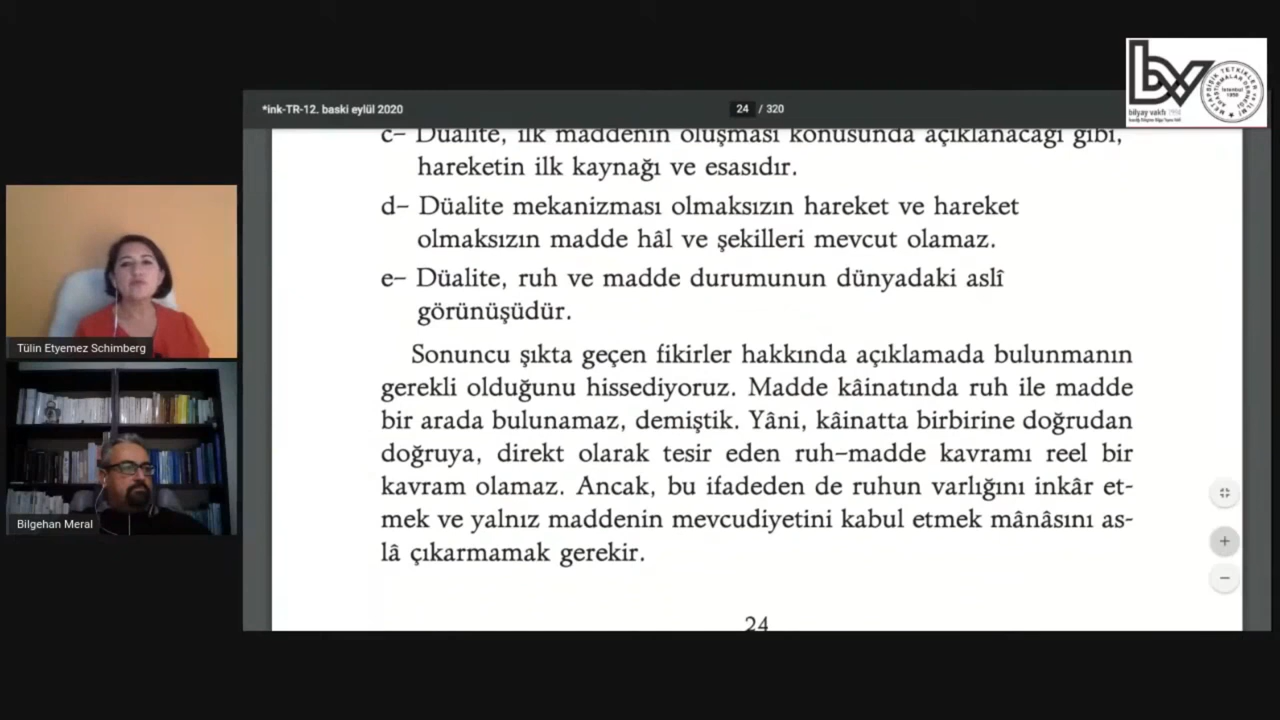 bilyay vakfı
*ink-TR-12. baski eylül 2020
24 / 320
c– Düalite, ilk maddenin oluşması konusunda açıklanacağı gibi,
hareketin ilk kaynağı ve esasıdır.
d– Düalite mekanizması olmaksızın hareket ve hareket
olmaksızın madde hâl ve şekilleri mevcut olamaz.
e– Düalite, ruh ve madde durumunun dünyadaki aslî
görünüşüdür.
Sonuncu şıkta geçen fikirler hakkında açıklamada bulunmanın
gerekli olduğunu hissediyoruz. Madde kâinatında ruh ile madde
bir arada bulunamaz, demiştik. Yâni, kâinatta birbirine doğrudan
doğruya, direkt olarak tesir eden ruh–madde kavramı reel bir
kavram olamaz. Ancak, bu ifadeden de ruhun varlığını inkâr et-
mek ve yalnız maddenin mevcudiyetini kabul etmek mânâsını as-
lâ çıkarmamak gerekir.
24
Tülin Etyemez Schimberg
Bilgehan Meral